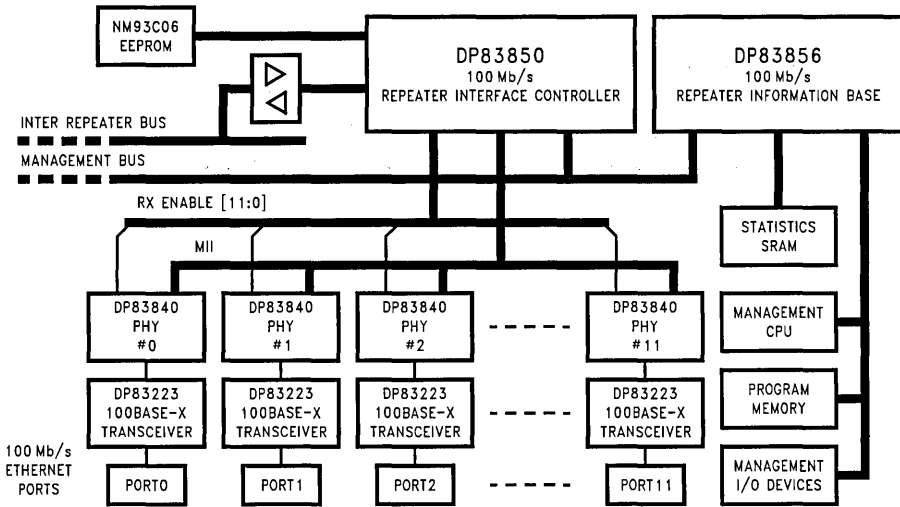 NM93C06
EEPROM
DP83850
100 Mb/s
REPEATER INTERFACE CONTROLLER
DP83856
100 Mb/s
REPEATER INFORMATION BASE
INTER REPEATER BUS
MANAGEMENT BUS
RX ENABLE [11:0]
MII
STATISTICS
SRAM
DP83840
PHY
#0
DP83840
PHY
#1
DP83840
PHY
#2
DP83840
PHY
#11
MANAGEMENT
CPU
DP83223
100BASE-X
TRANSCEIVER
DP83223
100BASE-X
TRANSCEIVER
DP83223
100BASE-X
TRANSCEIVER
DP83223
100BASE-X
TRANSCEIVER
PROGRAM
MEMORY
100 Mb/s
ETHERNET
PORTS
PORT0
PORT1
PORT2
PORT11
MANAGEMENT
I/O DEVICES